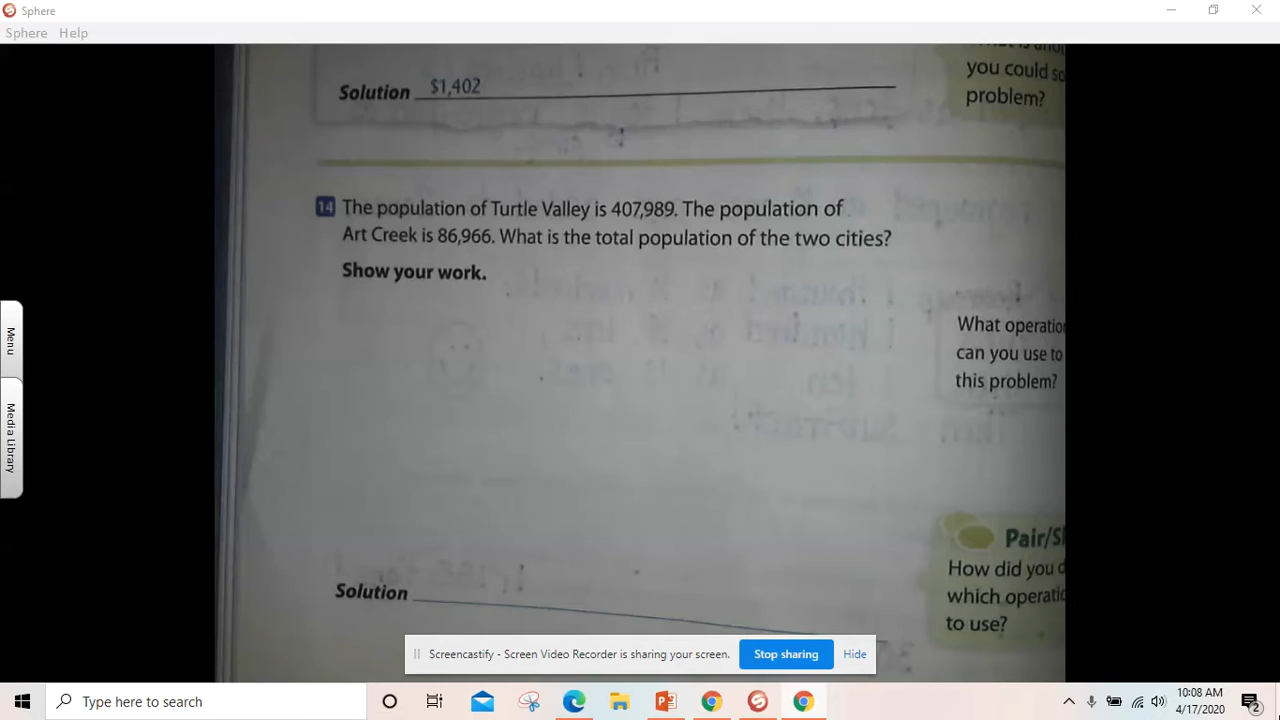 Sphere
Sphere Help
you could so
problem?
Solution $1,402
14 The population of Turtle Valley is 407,989. The population of
Art Creek is 86,966. What is the total population of the two cities?
Show your work.
What operation
can you use to
this problem?
Menu
Media Library
Pair/Sh
How did you d
which operatio
to use?
Solution
Screencastify - Screen Video Recorder is sharing your screen. Stop sharing Hide
Type here to search
10:08 AM
4/17/2020
2